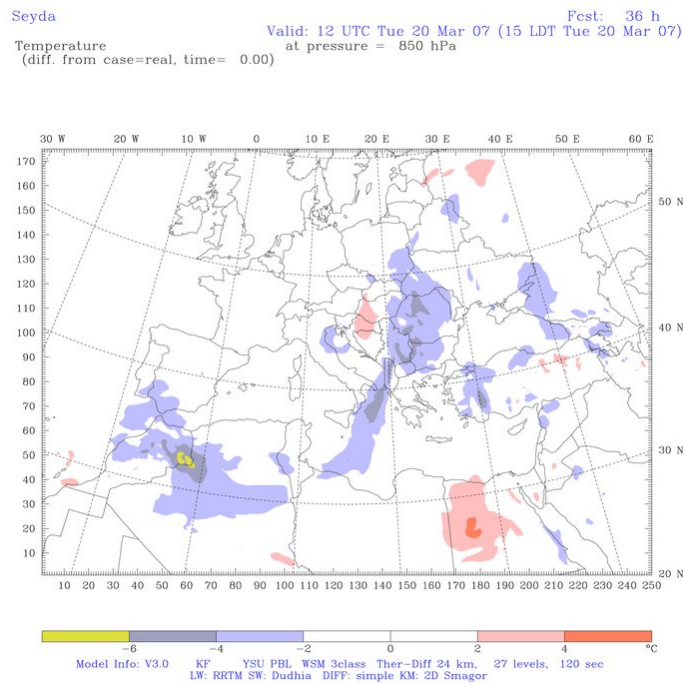 Seyda Fcst: 36 h
Valid: 12 UTC Tue 20 Mar 07 (15 LDT Tue 20 Mar 07)
Temperature at pressure = 850 hPa
(diff. from case=real, time= 0.00)
30 W 20 W 10 W 0 10 E 20 E 30 E 40 E 50 E 60 E
170
160
50 N
150
140
130
120
110
40 N
100
90
80
70
60
30 N
50
40
30
20
10
20 N
10 20 30 40 50 60 70 80 90 100 110 120 130 140 150 160 170 180 190 200 210 220 230 240 250
-6 -4 -2 0 2 4 °C
Model Info: V3.0 KF YSU PBL WSM 3class Ther-Diff 24 km, 27 levels, 120 sec
LW: RRTM SW: Dudhia DIFF: simple KM: 2D Smagor